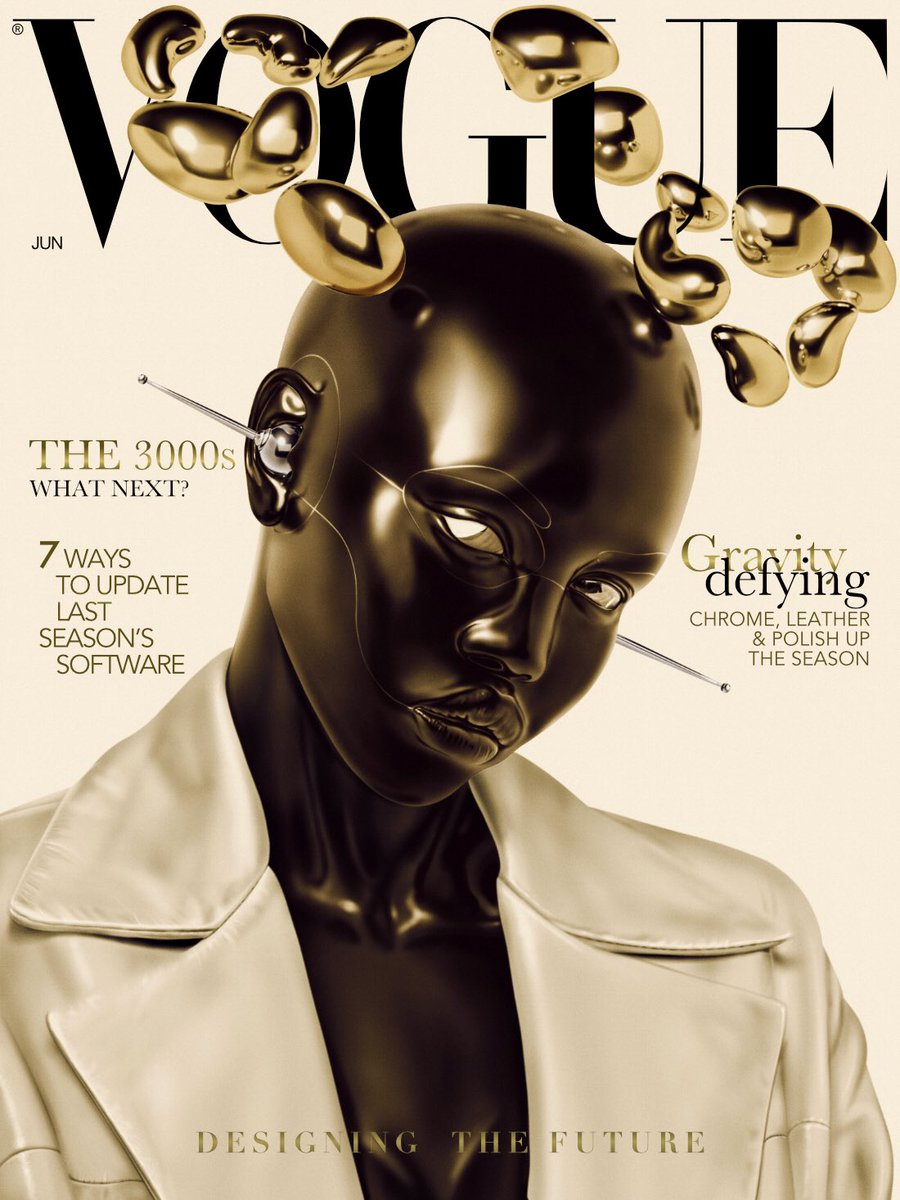 ®
VOGUE
JUN
THE 3000s
WHAT NEXT?
7 WAYS
TO UPDATE
LAST
SEASON'S
SOFTWARE
Gravity
defying
CHROME, LEATHER
& POLISH UP
THE SEASON
DESIGNING THE FUTURE